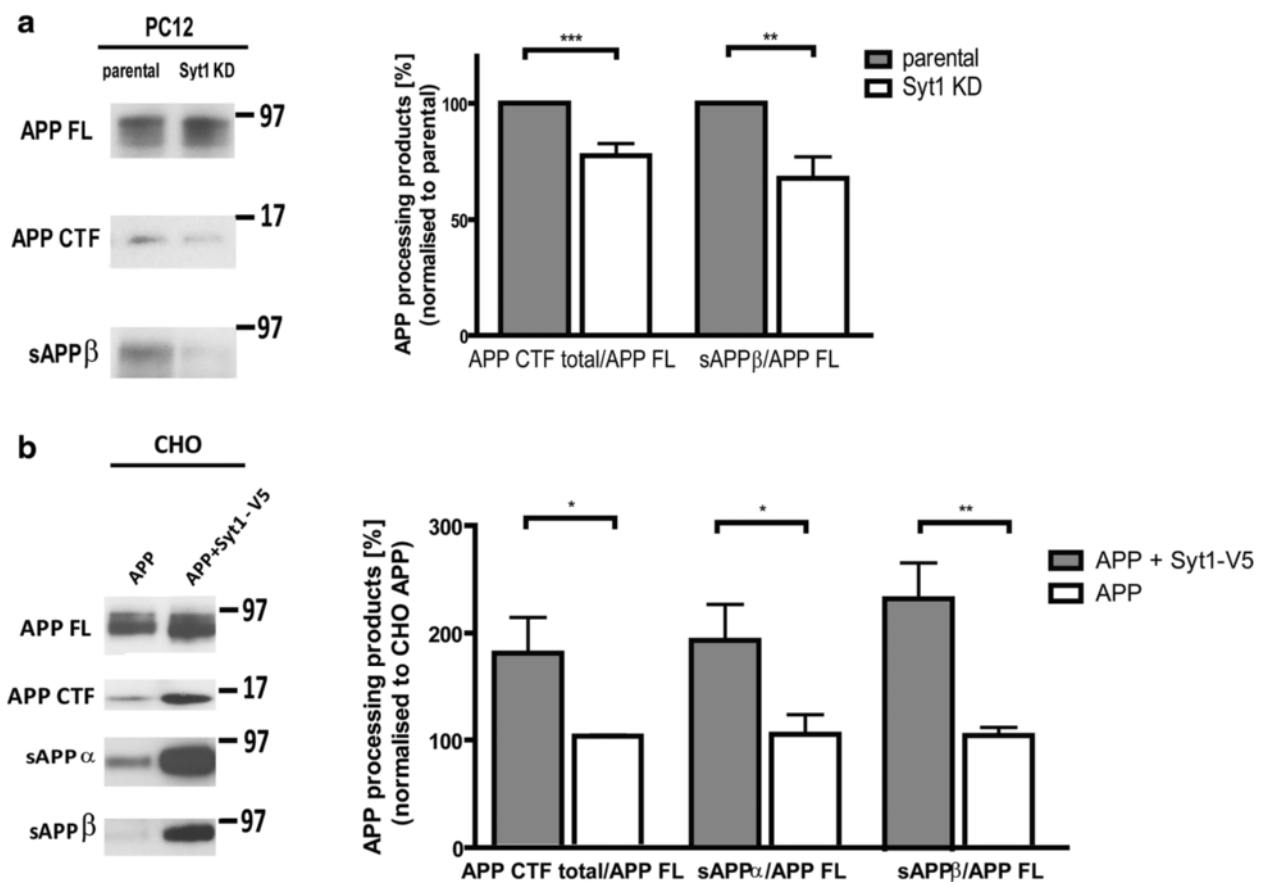 a
PC12
parental Syt1 KD
APP FL
97
APP CTF
17
sAPPβ
97
APP processing products [%]
(normalised to parental)
100
50
0
***
**
APP CTF total/APP FL
sAPPβ/APP FL
parental
Syt1 KD
b
CHO
APP
APP+Syt1-V5
APP FL
97
APP CTF
17
sAPPα
97
sAPPβ
97
APP processing products [%]
(normalised to CHO APP)
300
200
100
0
*
*
**
APP CTF total/APP FL
sAPPα/APP FL
sAPPβ/APP FL
APP + Syt1-V5
APP